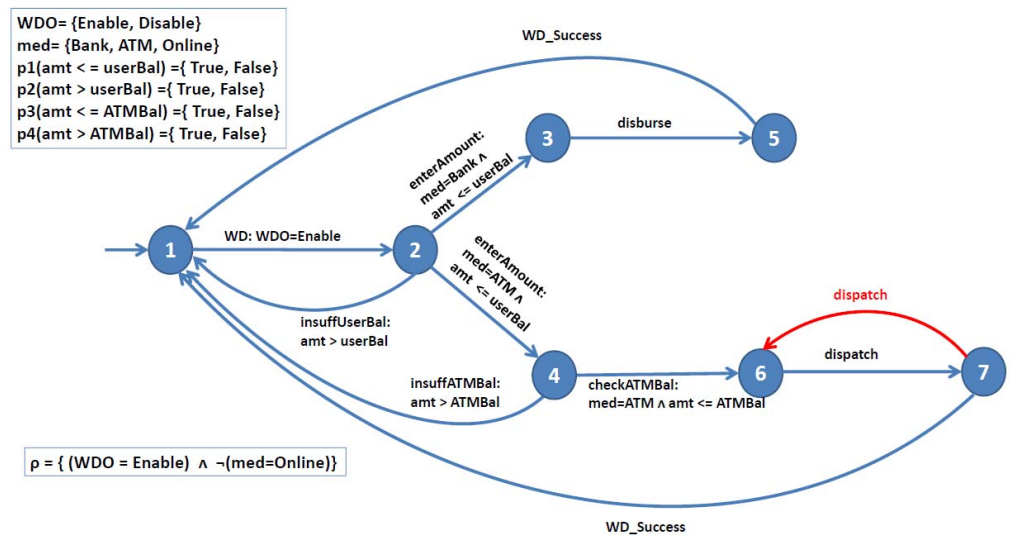 WDO= {Enable, Disable}
med= {Bank, ATM, Online}
p1(amt < = userBal) ={ True, False}
p2(amt > userBal) ={ True, False}
p3(amt <= ATMBal) ={ True, False}
p4(amt > ATMBal) ={ True, False}
WD_Success
enterAmount:
med=Bank ∧
amt <= userBal
3
disburse
5
1
WD: WDO=Enable
2
enterAmount:
med=ATM ∧
amt <= userBal
insuffUserBal:
amt > userBal
dispatch
insuffATMBal:
amt > ATMBal
4
checkATMBal:
med=ATM ∧ amt <= ATMBal
6
dispatch
7
ρ = { (WDO = Enable) ∧ ¬(med=Online)}
WD_Success